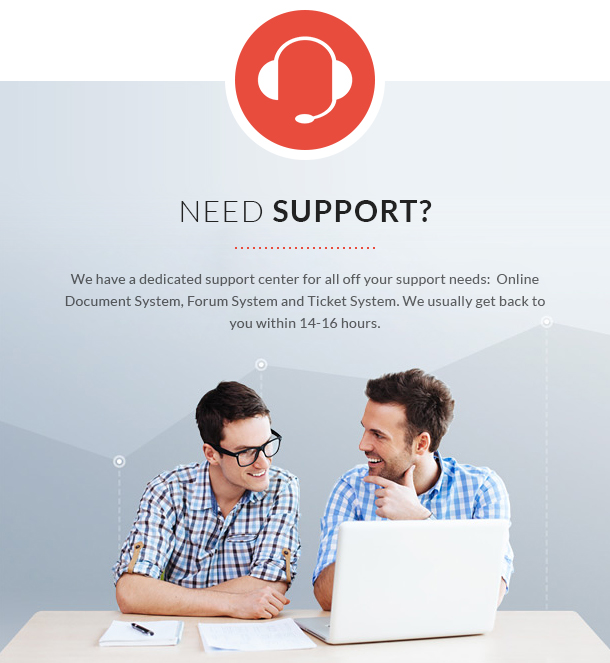 NEED SUPPORT?
We have a dedicated support center for all off your support needs:  Online
Document System, Forum System and Ticket System. We usually get back to
you within 14-16 hours.